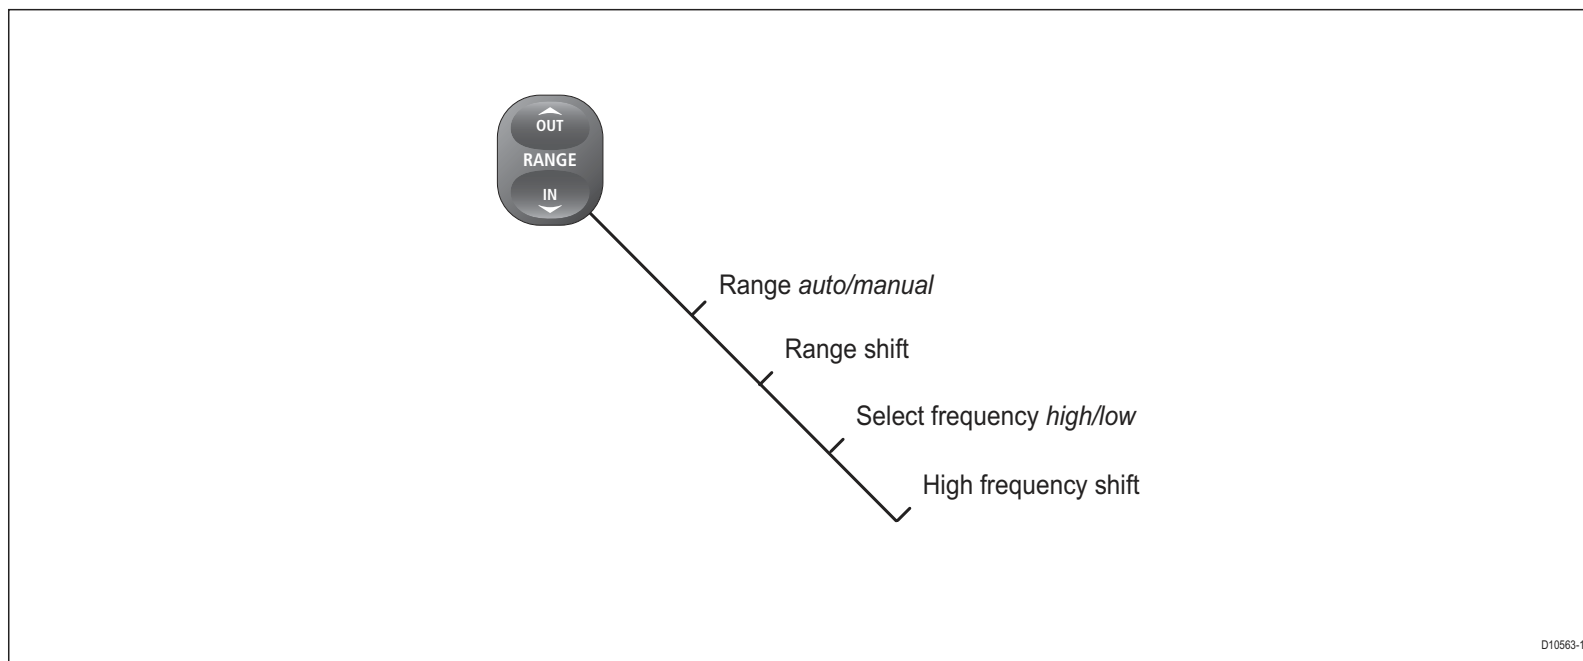 OUT
RANGE
IN
Range auto/manual
Range shift
Select frequency high/low
High frequency shift
D10563-1